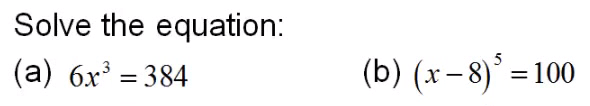 Solve the equation:
(a) 6x³ = 384 (b) (x – 8)⁵ = 100